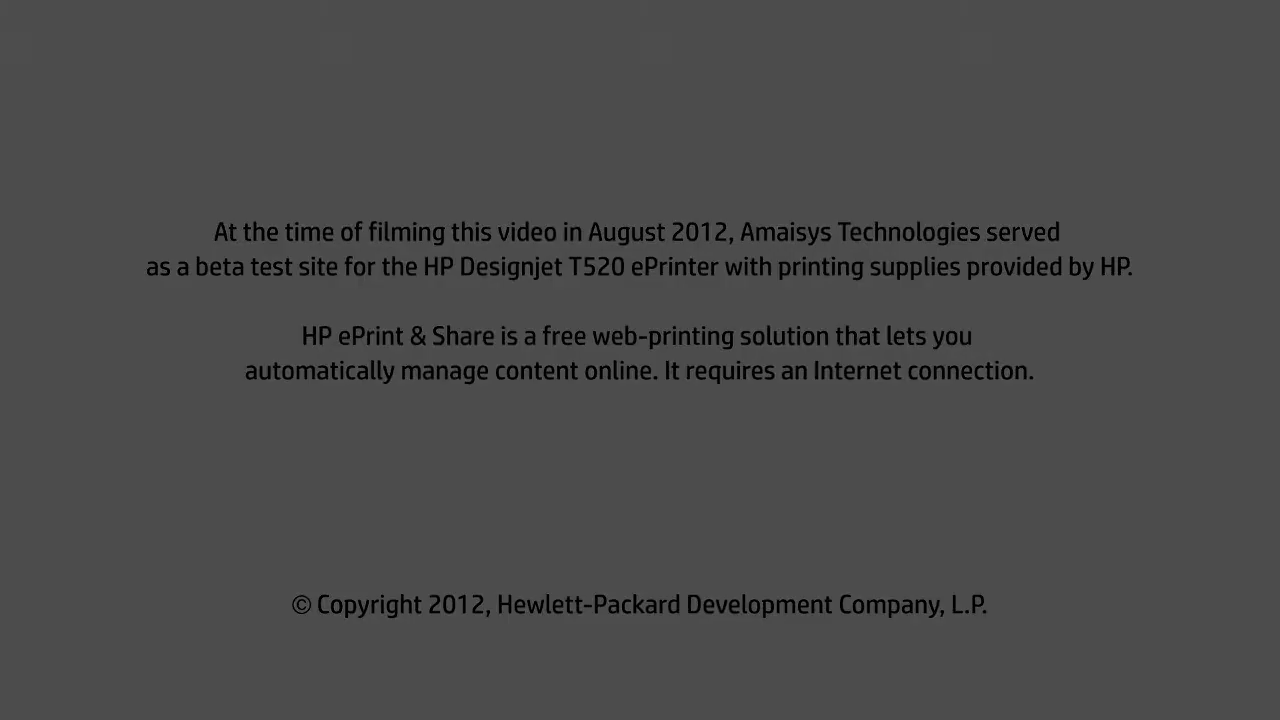 At the time of filming this video in August 2012, Amaisys Technologies served
as a beta test site for the HP Designjet T520 ePrinter with printing supplies provided by HP.
HP ePrint & Share is a free web-printing solution that lets you
automatically manage content online. It requires an Internet connection.
© Copyright 2012, Hewlett-Packard Development Company, L.P.